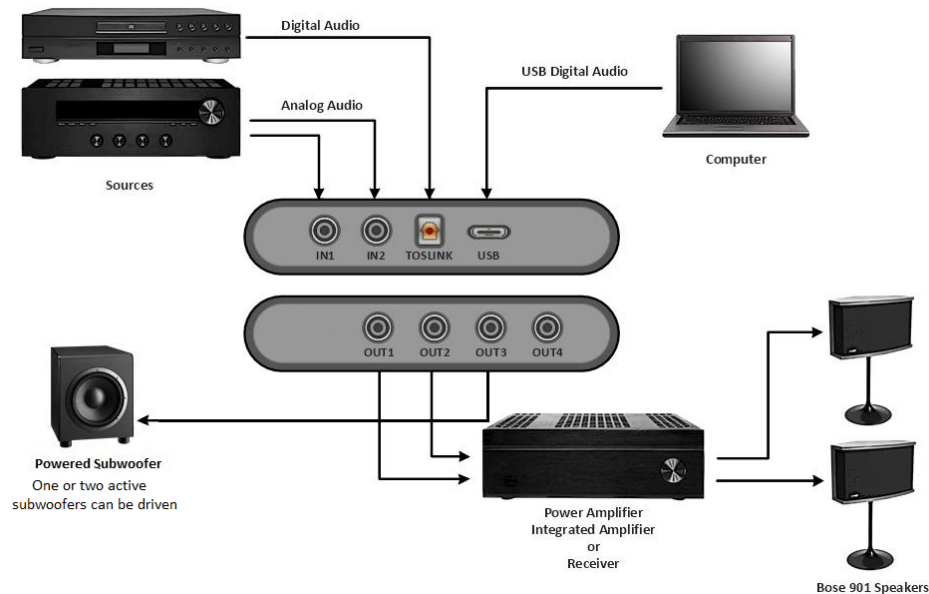 Digital Audio
USB Digital Audio
Analog Audio
Sources
Computer
IN1 IN2 TOSLINK USB
OUT1 OUT2 OUT3 OUT4
Powered Subwoofer
One or two active
subwoofers can be driven
Power Amplifier
Integrated Amplifier
or
Receiver
Bose 901 Speakers